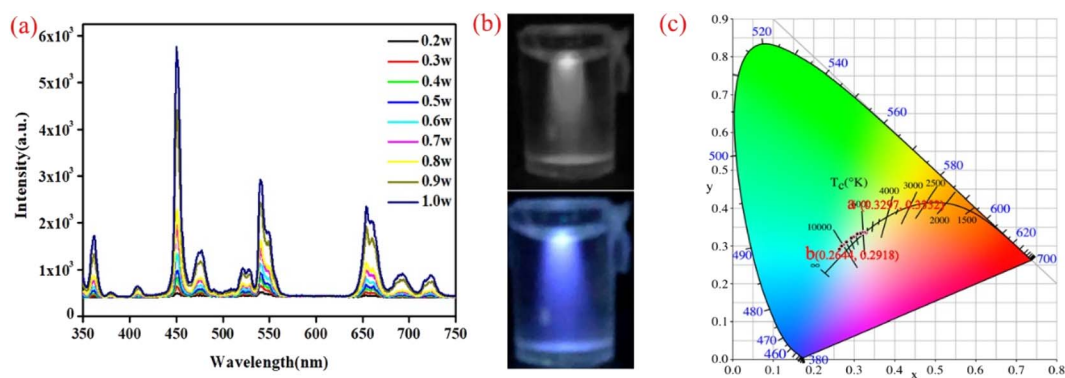 (a)
6x10³
5x10³
4x10³
3x10³
2x10³
1x10³
0
Intensity(a.u.)
350 400 450 500 550 600 650 700 750
Wavelength(nm)
0.2w
0.3w
0.4w
0.5w
0.6w
0.7w
0.8w
0.9w
1.0w
(b)
(c)
0.9
0.8
0.7
0.6
0.5
0.4
0.3
0.2
0.1
0.0
y
0.0 0.1 0.2 0.3 0.4 0.5 0.6 0.7 0.8
x
520
540
560
500
580
600
620
700
490
480
470
460
380
Tc(°K)
4000
3000
2500
2000
1500
10000
∞
b(0.2644, 0.2918)